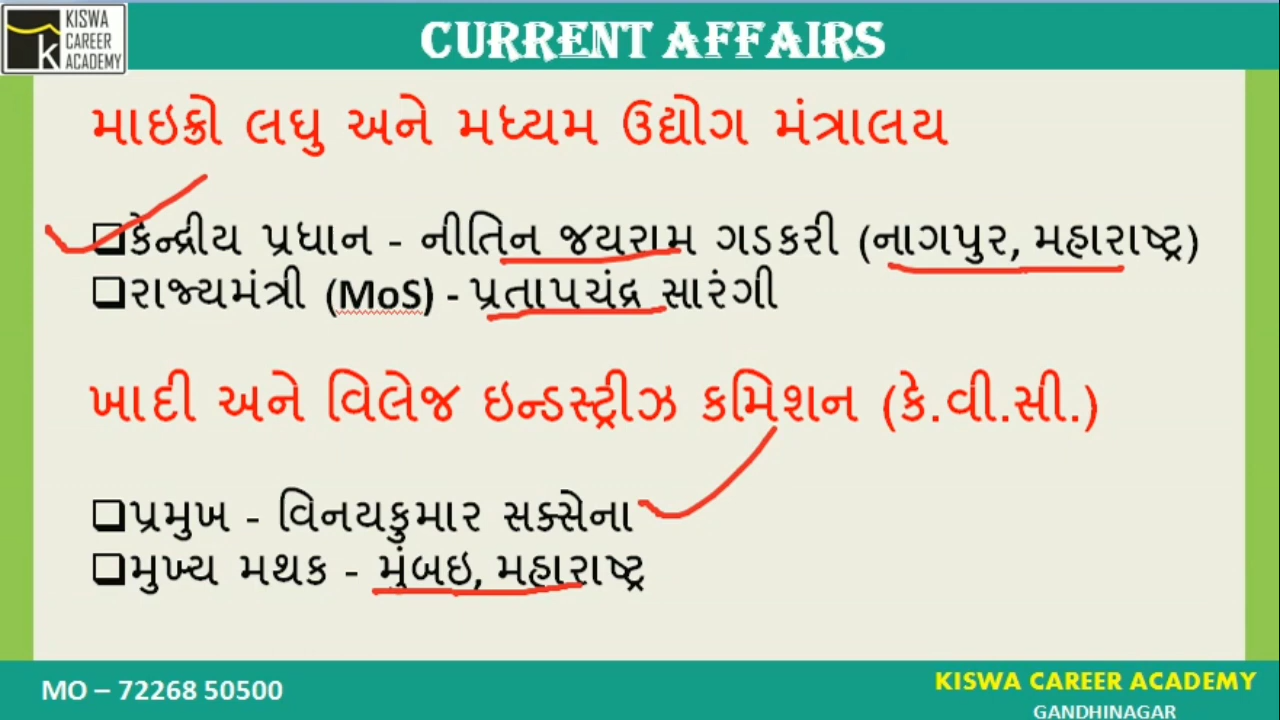 KISWA
CAREER
ACADEMY
CURRENT AFFAIRS
માઇક્રો લઘુ અને મધ્યમ ઉદ્યોગ મંત્રાલય
❑કેન્દ્રીય પ્રધાન - નીતિન જયરામ ગડકરી (નાગપુર, મહારાષ્ટ્ર)
❑રાજ્યમંત્રી (MoS) - પ્રતાપચંદ્ર સારંગી
ખાદી અને વિલેજ ઇન્ડસ્ટ્રીઝ કમિશન (કે.વી.સી.)
❑પ્રમુખ - વિનયકુમાર સક્સેના
❑મુખ્ય મથક - મુંબઇ, મહારાષ્ટ્ર
MO – 72268 50500
KISWA CAREER ACADEMY
GANDHINAGAR